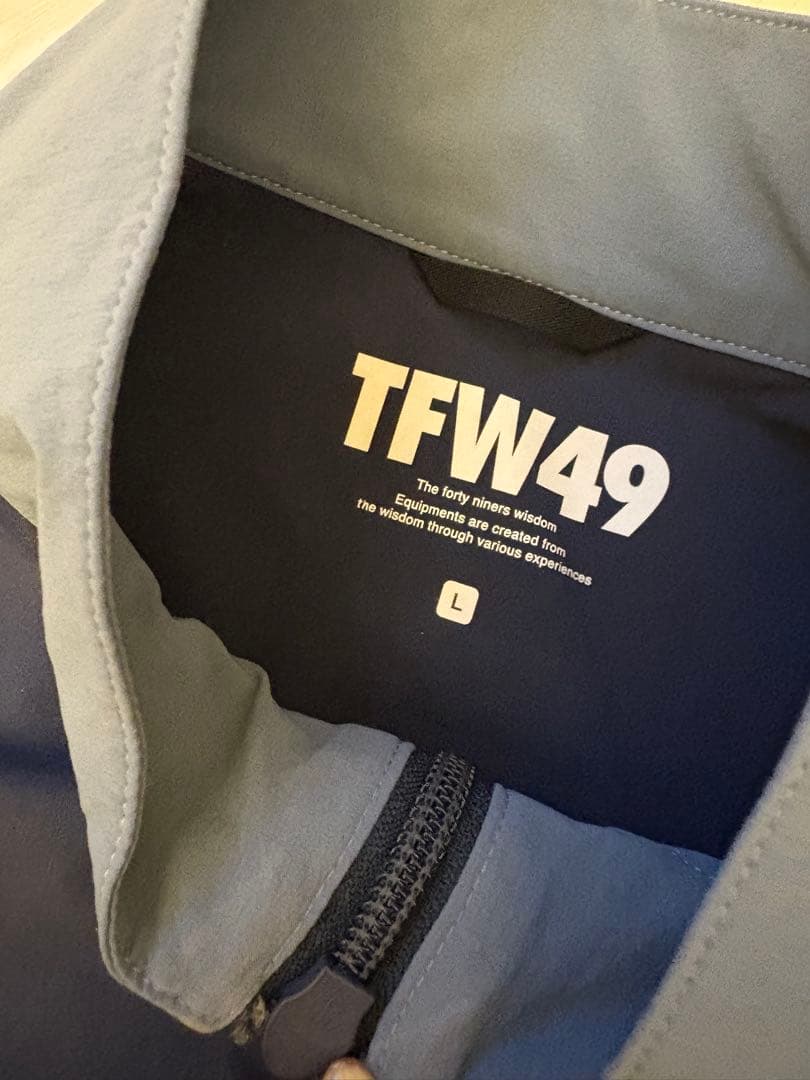 TFW49
The forty niners wisdom
Equipments are created from
the wisdom through various experiences
L